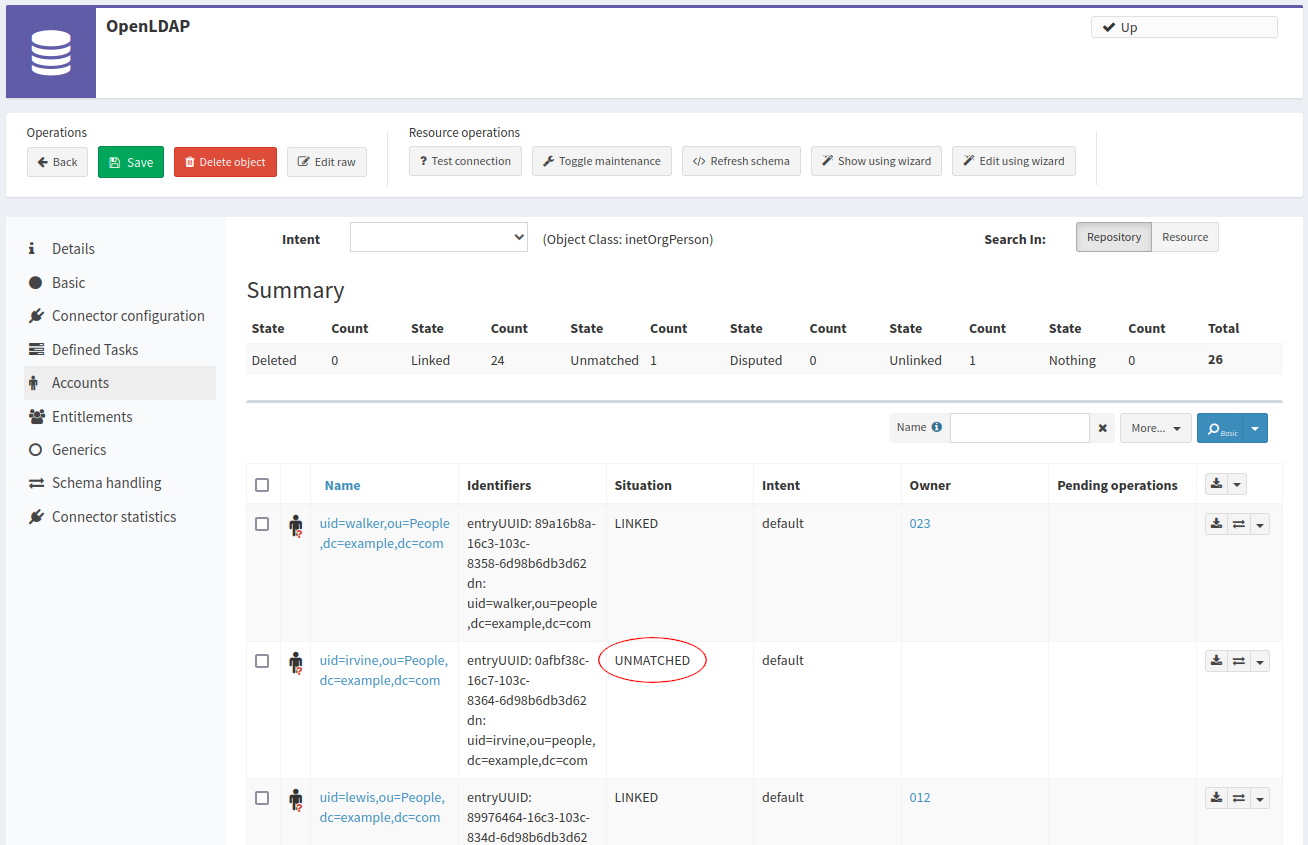 OpenLDAP
Up
Operations
Resource operations
Back
Save
Delete object
Edit raw
? Test connection
Toggle maintenance
</> Refresh schema
Show using wizard
Edit using wizard
Details
Basic
Connector configuration
Defined Tasks
Accounts
Entitlements
Generics
Schema handling
Connector statistics
Intent
(Object Class: inetOrgPerson)
Search In:
Repository
Resource
Summary
State Count State Count State Count State Count State Count State Count Total
Deleted 0 Linked 24 Unmatched 1 Disputed 0 Unlinked 1 Nothing 0 26
Name
More...
Basic
Name Identifiers Situation Intent Owner Pending operations
uid=walker,ou=People
,dc=example,dc=com
entryUUID: 89a16b8a-
16c3-103c-
8358-6d98b6db3d62
dn:
uid=walker,ou=people
,dc=example,dc=com
LINKED
default
023
uid=irvine,ou=People,
dc=example,dc=com
entryUUID: 0afbf38c-
16c7-103c-
8364-6d98b6db3d62
dn:
uid=irvine,ou=people,
dc=example,dc=com
UNMATCHED
default
uid=lewis,ou=People,
dc=example,dc=com
entryUUID:
89976464-16c3-103c-
834d-6d98b6db3d62
LINKED
default
012